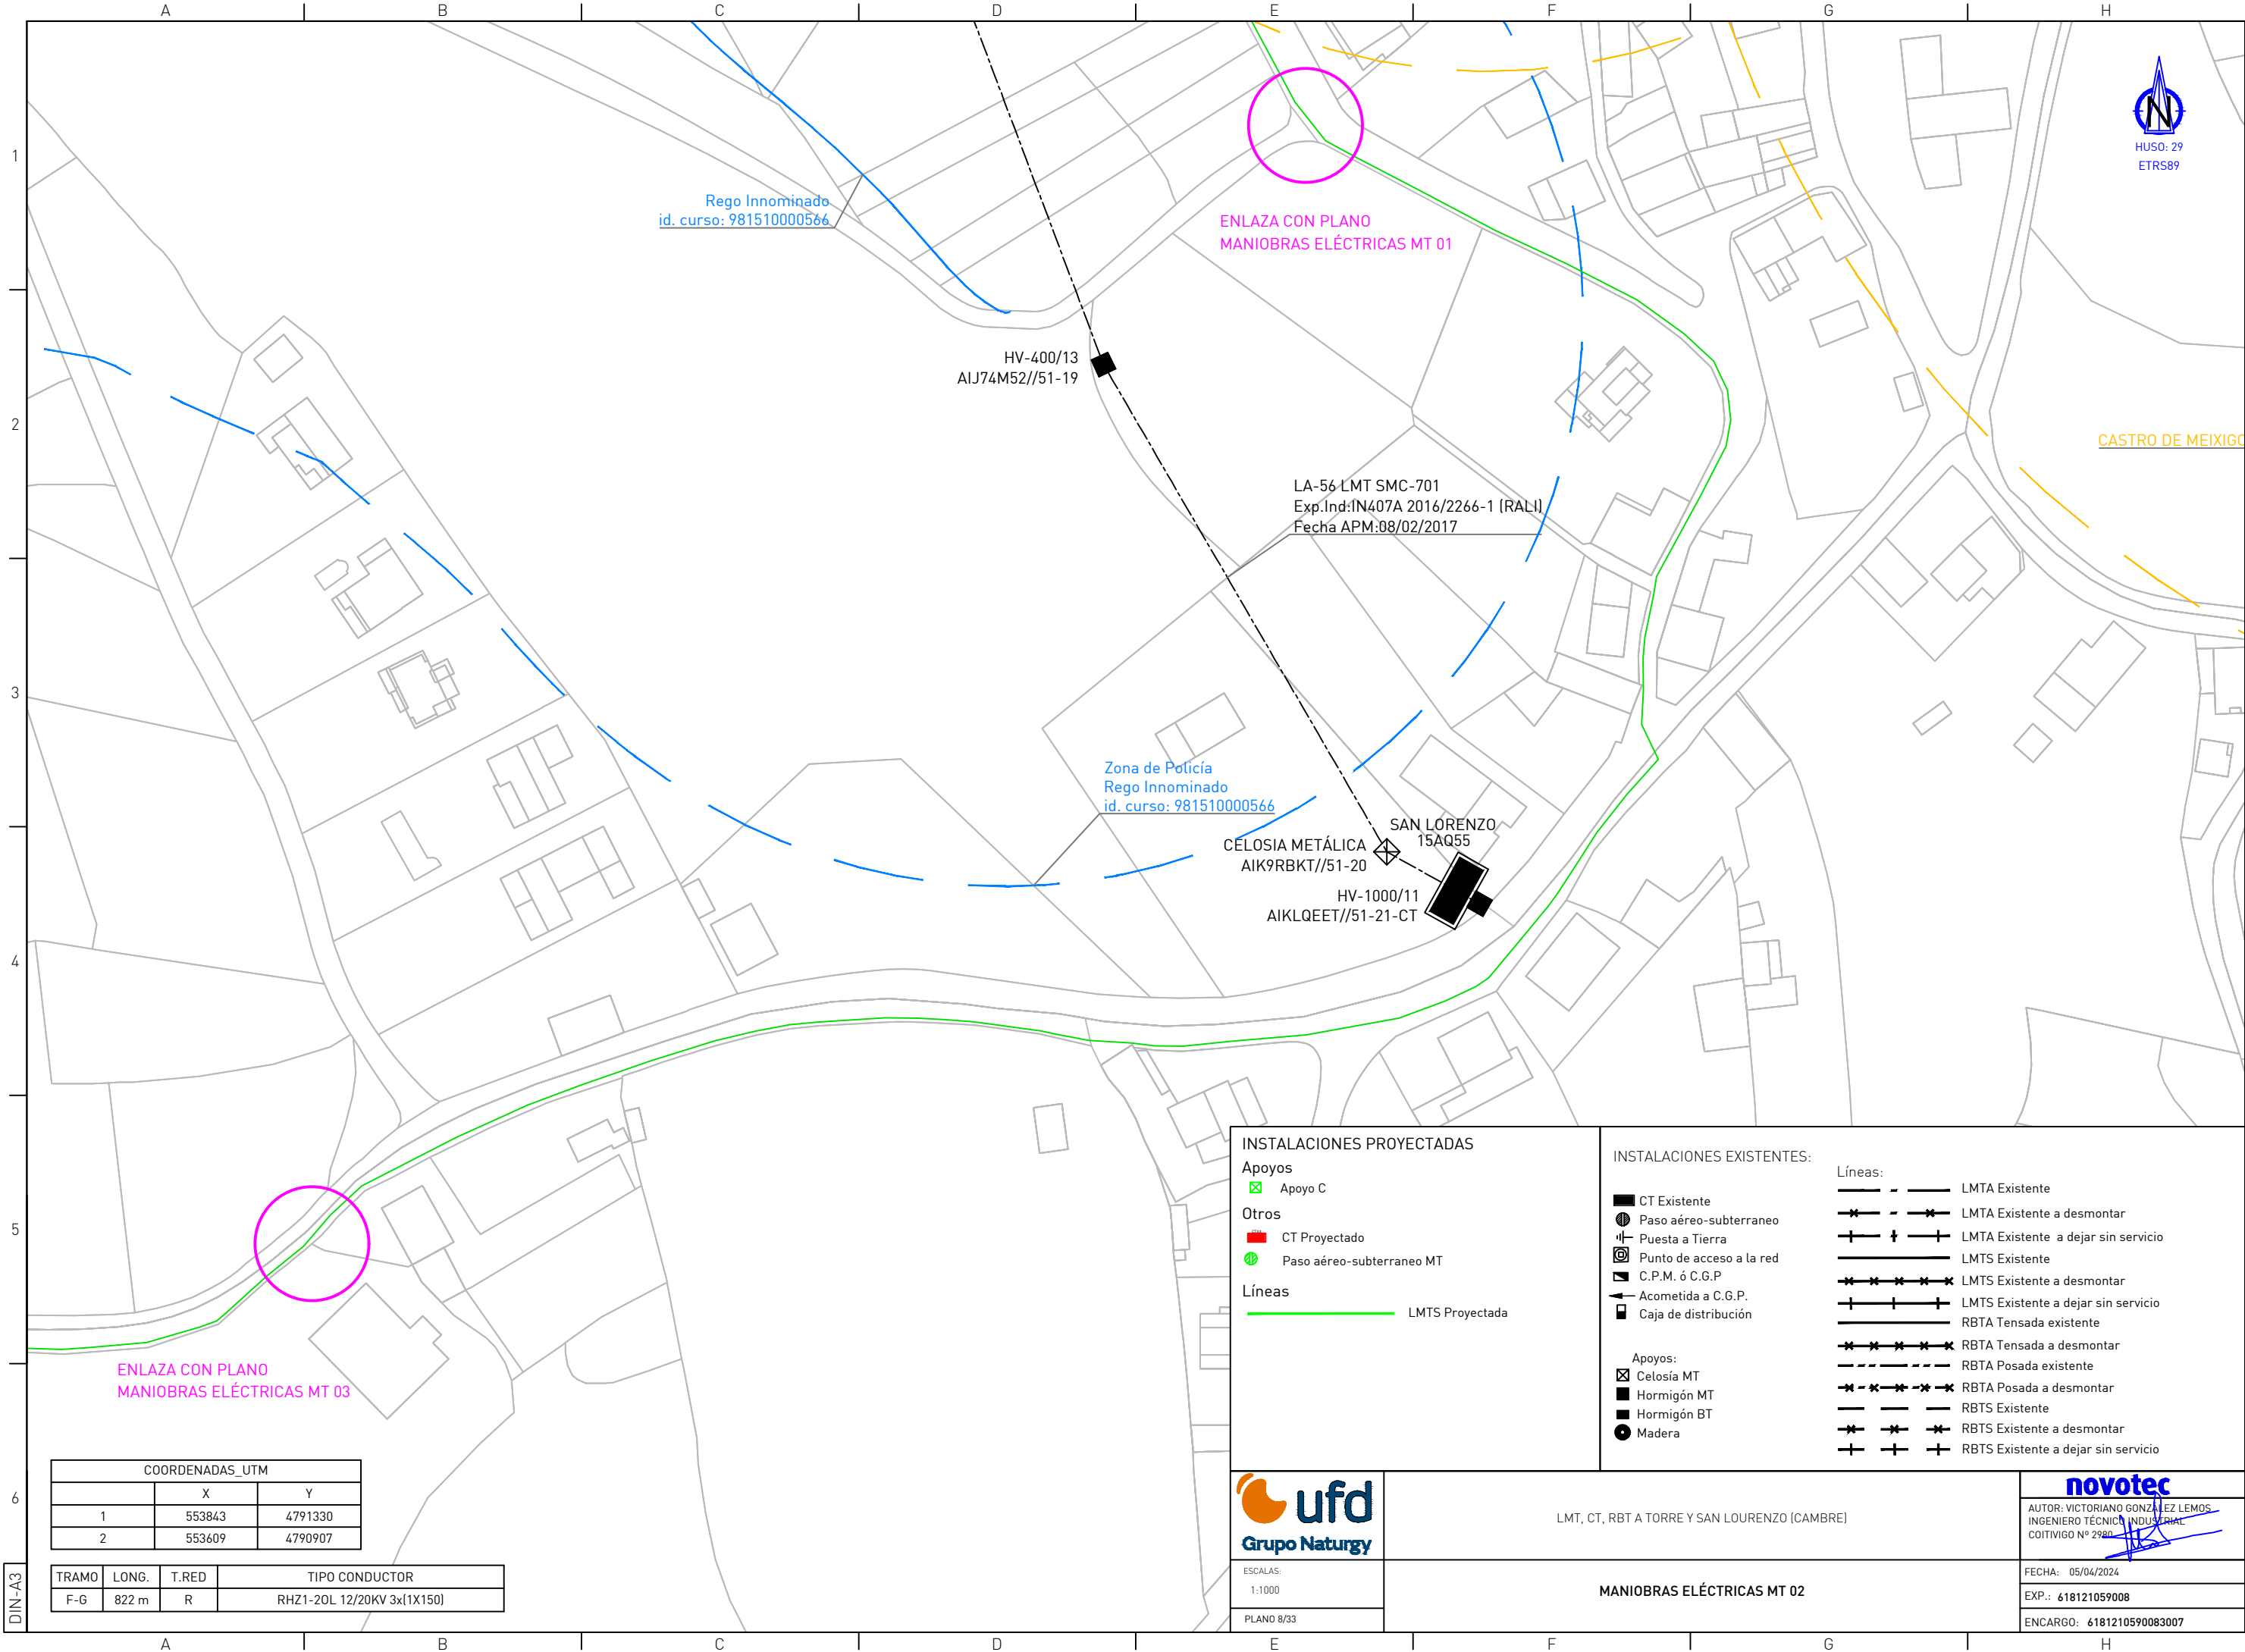 A B C D E F G H
1
2
3
4
5
6
DIN-A3
N
HUSO: 29
ETRS89
Rego Innominado
id. curso: 981510000566
ENLAZA CON PLANO
MANIOBRAS ELÉCTRICAS MT 01
HV-400/13
AIJ74M52//51-19
CASTRO DE MEIXIGO
LA-56 LMT SMC-701
Exp.Ind:IN407A 2016/2266-1 (RALI)
Fecha APM:08/02/2017
Zona de Policía
Rego Innominado
id. curso: 981510000566
SAN LORENZO
15AQ55
CELOSIA METÁLICA
AIK9RBKT//51-20
HV-1000/11
AIKLQEET//51-21-CT
ENLAZA CON PLANO
MANIOBRAS ELÉCTRICAS MT 03
COORDENADAS_UTM
X Y
1 553843 4791330
2 553609 4790907
TRAMO LONG. T.RED TIPO CONDUCTOR
F-G 822 m R RHZ1-2OL 12/20KV 3x(1X150)
INSTALACIONES PROYECTADAS
Apoyos
Apoyo C
Otros
CT Proyectado
Paso aéreo-subterraneo MT
Líneas
LMTS Proyectada
INSTALACIONES EXISTENTES:
CT Existente
Paso aéreo-subterraneo
Puesta a Tierra
Punto de acceso a la red
C.P.M. ó C.G.P
Acometida a C.G.P.
Caja de distribución
Apoyos:
Celosía MT
Hormigón MT
Hormigón BT
Madera
Líneas:
LMTA Existente
LMTA Existente a desmontar
LMTA Existente a dejar sin servicio
LMTS Existente
LMTS Existente a desmontar
LMTS Existente a dejar sin servicio
RBTA Tensada existente
RBTA Tensada a desmontar
RBTA Posada existente
RBTA Posada a desmontar
RBTS Existente
RBTS Existente a desmontar
RBTS Existente a dejar sin servicio
ufd
Grupo Naturgy
LMT, CT, RBT A TORRE Y SAN LOURENZO (CAMBRE)
novotec
AUTOR: VICTORIANO GONZÁLEZ LEMOS
INGENIERO TÉCNICO INDUSTRIAL
COITIVIGO Nº 2980
ESCALAS:
1:1000
PLANO 8/33
MANIOBRAS ELÉCTRICAS MT 02
FECHA: 05/04/2024
EXP.: 618121059008
ENCARGO: 6181210590083007
A B C D E F G H